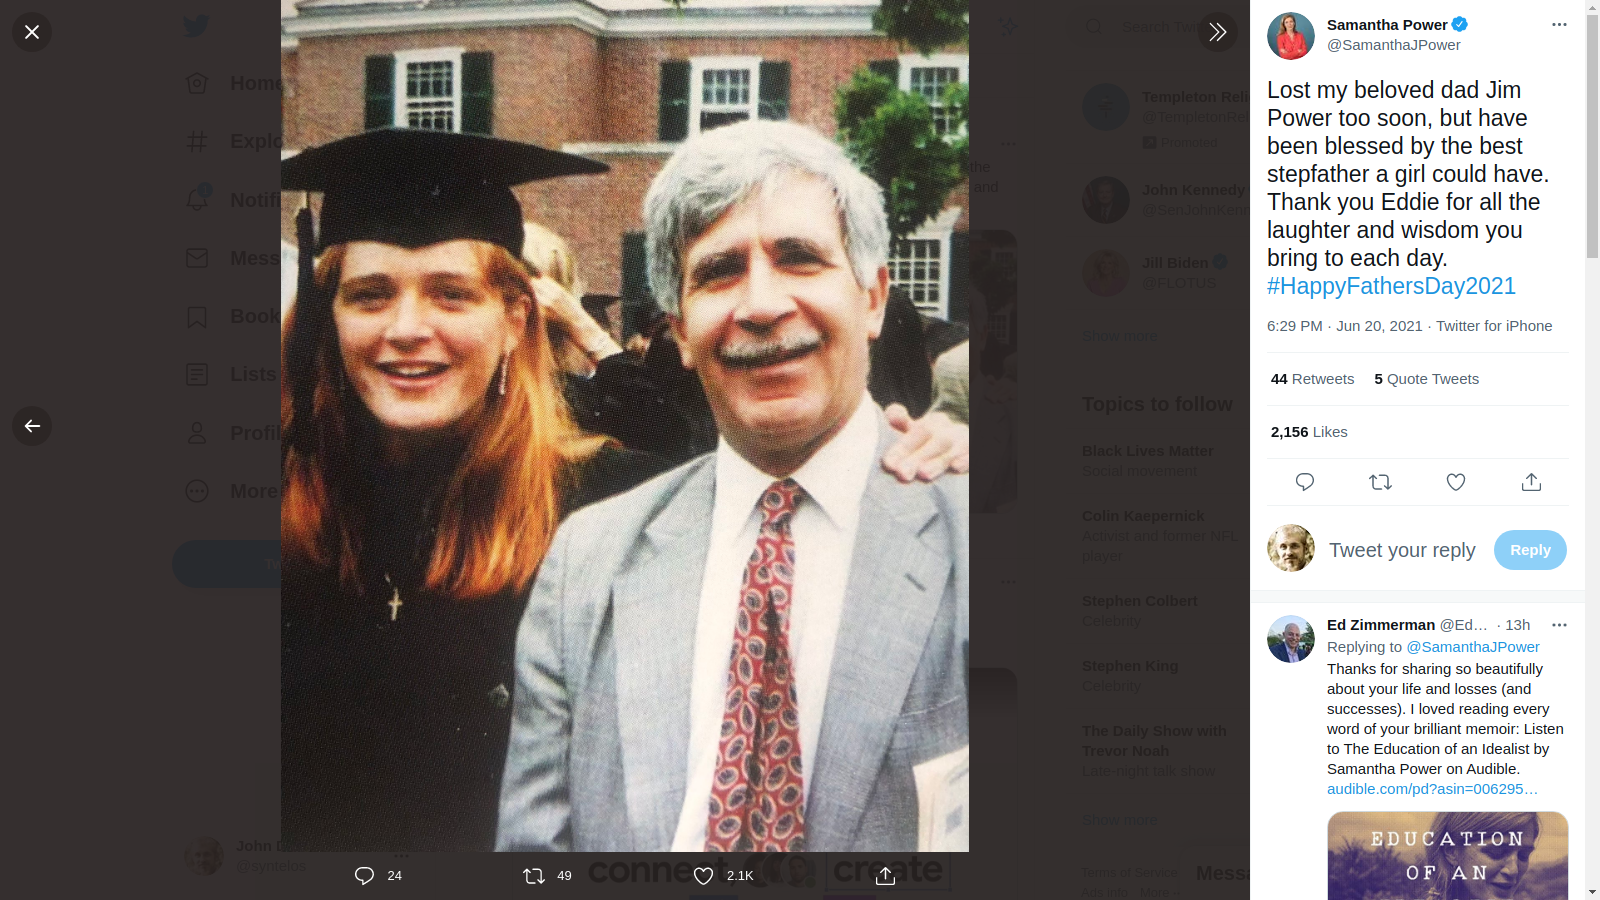 Home
Explo
Notifi
Mess
Book
Lists
Profil
More
Tw
John D
@syntelos
24
49
2.1K
connect,
create
the
and
Search Twi
Templeton Reli
@TempletonRe
Promoted
John Kennedy
@SenJohnKenn
Jill Biden
@FLOTUS
Show more
Topics to follow
Black Lives Matter
Social movement
Colin Kaepernick
Activist and former NFL
player
Stephen Colbert
Celebrity
Stephen King
Celebrity
The Daily Show with
Trevor Noah
Late-night talk show
Show more
Terms of Service
Ads info
More
Messa
Samantha Power
@SamanthaJPower
Lost my beloved dad Jim
Power too soon, but have
been blessed by the best
stepfather a girl could have.
Thank you Eddie for all the
laughter and wisdom you
bring to each day.
#HappyFathersDay2021
6:29 PM · Jun 20, 2021 · Twitter for iPhone
44 Retweets 5 Quote Tweets
2,156 Likes
Tweet your reply Reply
Ed Zimmerman @Ed... · 13h
Replying to @SamanthaJPower
Thanks for sharing so beautifully
about your life and losses (and
successes). I loved reading every
word of your brilliant memoir: Listen
to The Education of an Idealist by
Samantha Power on Audible.
audible.com/pd?asin=006295…
EDUCATION
OF AN